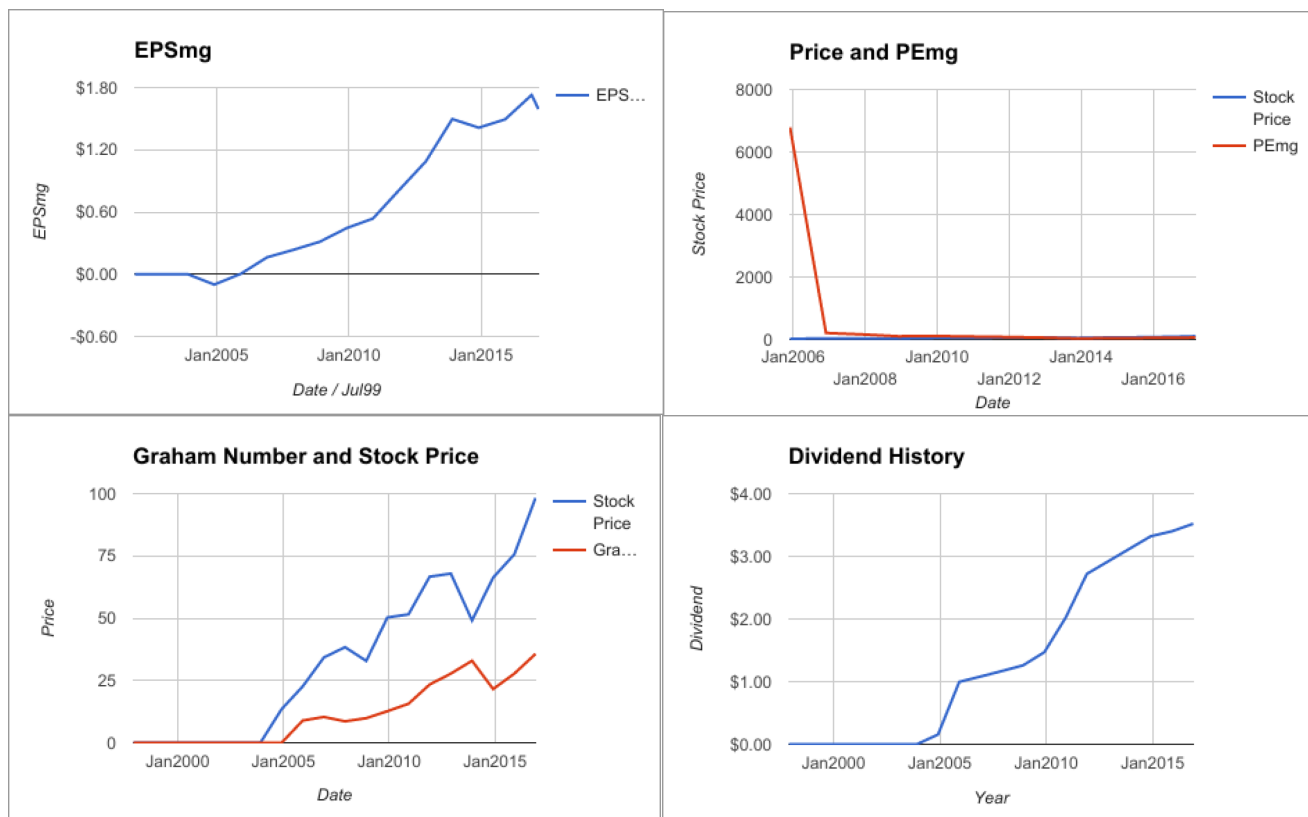 EPSmg
$1.80
$1.20
$0.60
$0.00
-$0.60
EPSmg
Jan2005
Jan2010
Jan2015
Date / Jul99
EPS…
Price and PEmg
8000
6000
4000
2000
0
Stock Price
Jan2006
Jan2008
Jan2010
Jan2012
Jan2014
Jan2016
Date
Stock
Price
PEmg
Graham Number and Stock Price
100
75
50
25
0
Price
Jan2000
Jan2005
Jan2010
Jan2015
Date
Stock
Price
Gra…
Dividend History
$4.00
$3.00
$2.00
$1.00
$0.00
Dividend
Jan2000
Jan2005
Jan2010
Jan2015
Year